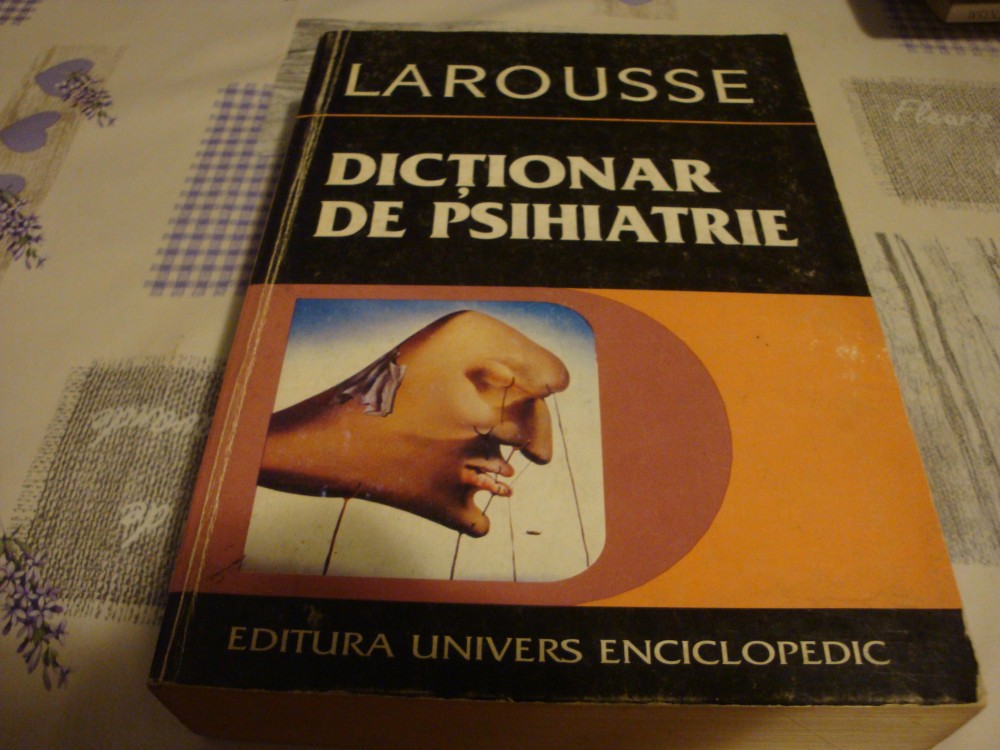 LAROUSSE
DICȚIONAR
DE PSIHIATRIE
EDITURA UNIVERS ENCICLOPEDIC